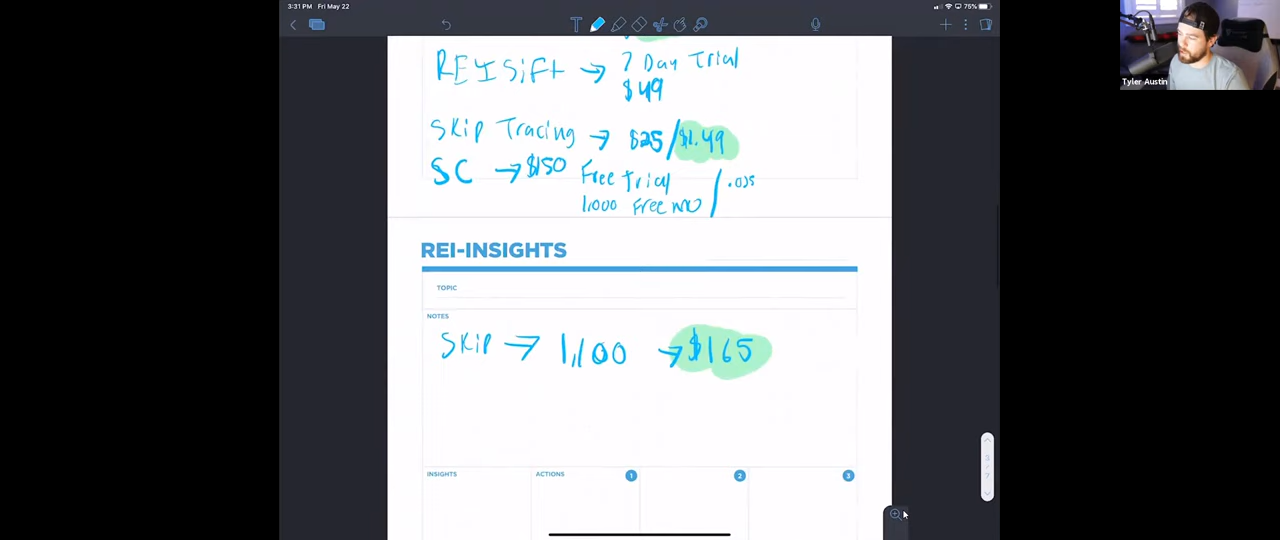 3:31 PM Fri May 22
75%
Tyler Austin
REISift → 7 Day Trial
$49
Skip Tracing → $25/$1.49
SC → $150 Free trial / .025
1,000 Free mo
REI-INSIGHTS
TOPIC
NOTES
Skip → 1,100 → $165
INSIGHTS ACTIONS 1 2 3